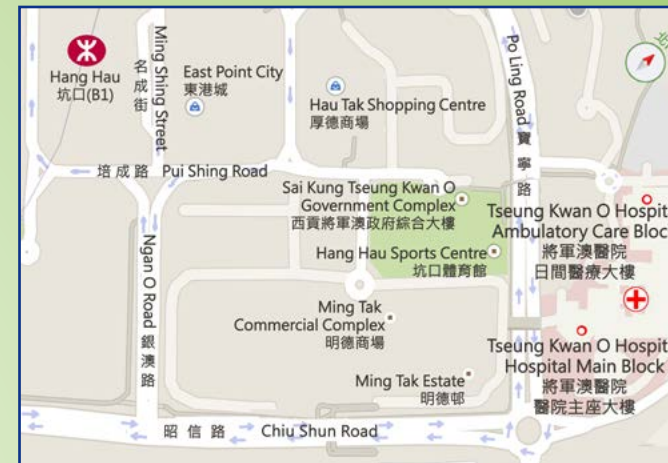 Hang Hau
坑口(B1)
Ming Shing Street
名成街
East Point City
東港城
Hau Tak Shopping Centre
厚德商場
Po Ling Road 寶寧路
北
培成路 Pui Shing Road
Sai Kung Tseung Kwan O
Government Complex
西貢將軍澳政府綜合大樓
Hang Hau Sports Centre
坑口體育館
Tseung Kwan O Hospit
Ambulatory Care Bloc
將軍澳醫院
日間醫療大樓
Ngan O Road 銀澳路
Ming Tak
Commercial Complex
明德商場
Ming Tak Estate
明德邨
Tseung Kwan O Hospit
Hospital Main Block
將軍澳醫院
醫院主座大樓
昭信路 Chiu Shun Road